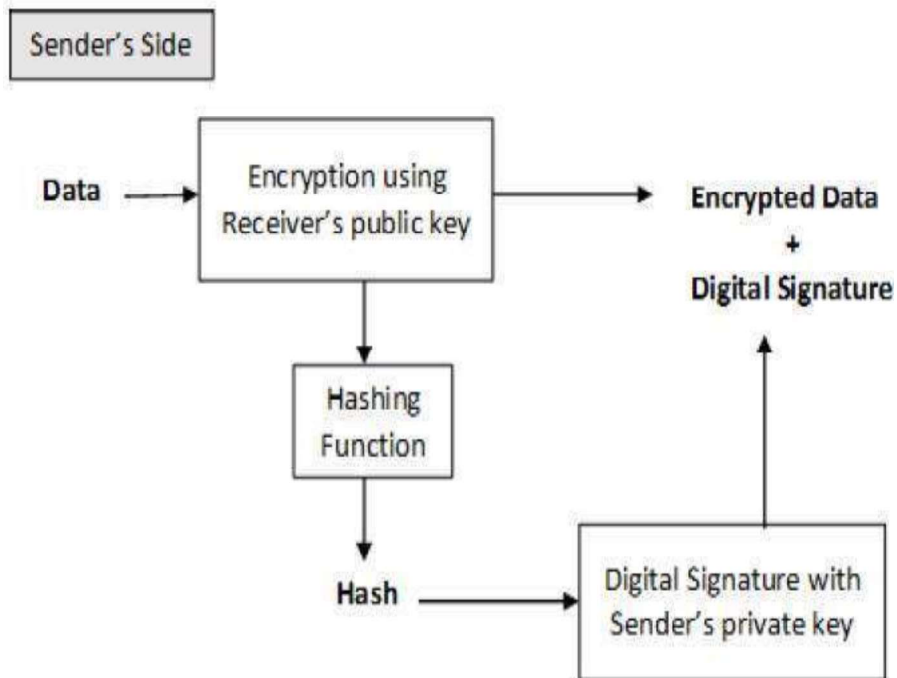 Sender’s Side
Data
Encryption using
Receiver’s public key
Encrypted Data
+
Digital Signature
Hashing
Function
Hash
Digital Signature with
Sender’s private key